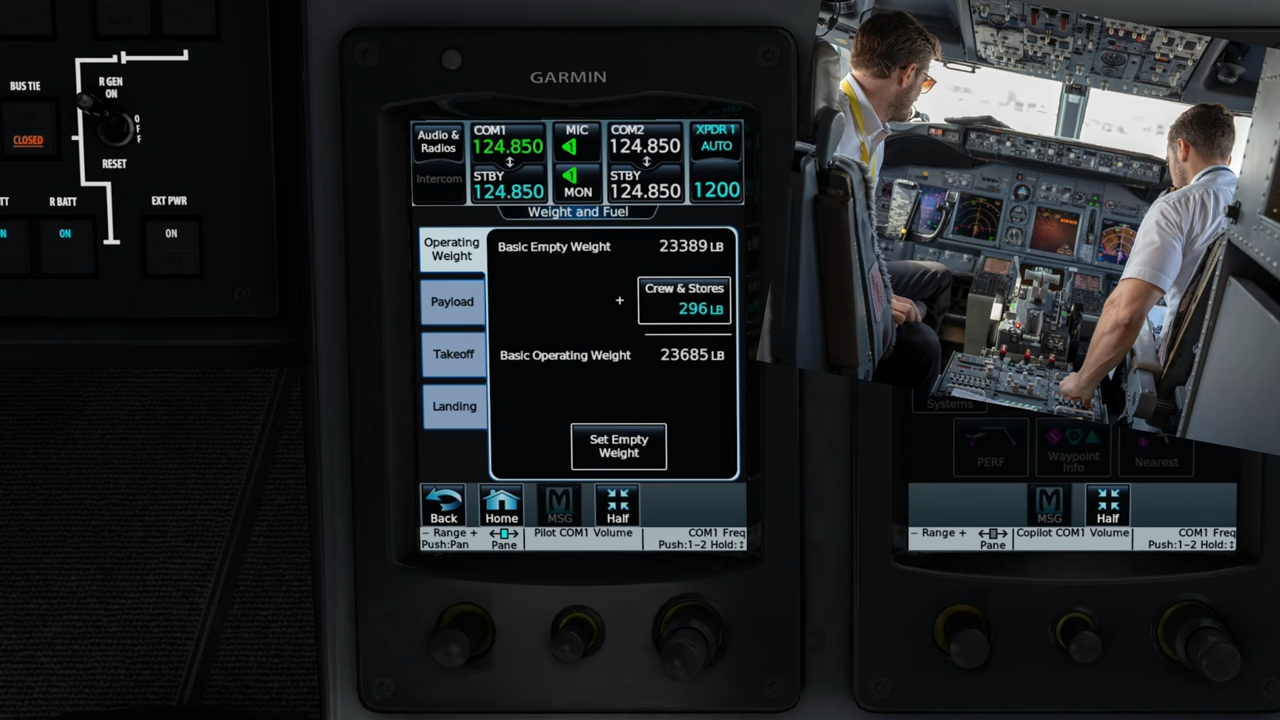 BUS TIE
CLOSED
R GEN
ON
OFF
RESET
R BATT
ON
EXT PWR
ON
GARMIN
Audio &
Radios
Intercom
COM1
124.850
STBY
124.850
MIC
1
1
MON
COM2
124.850
STBY
124.850
XPDR 1
AUTO
1200
Weight and Fuel
Operating
Weight
Payload
Takeoff
Landing
Basic Empty Weight 23389 LB
+ Crew & Stores
296 LB
Basic Operating Weight 23685 LB
Set Empty
Weight
Back
Home
MSG
Half
− Range +
Push:Pan
Pane
Pilot COM1 Volume
COM1 Freq
Push:1–2 Hold:↕
Systems
PERF
Waypoint
Info
Nearest
MSG
Half
− Range +
Pane
Copilot COM1 Volume
COM1 Freq
Push:1–2 Hold:↕